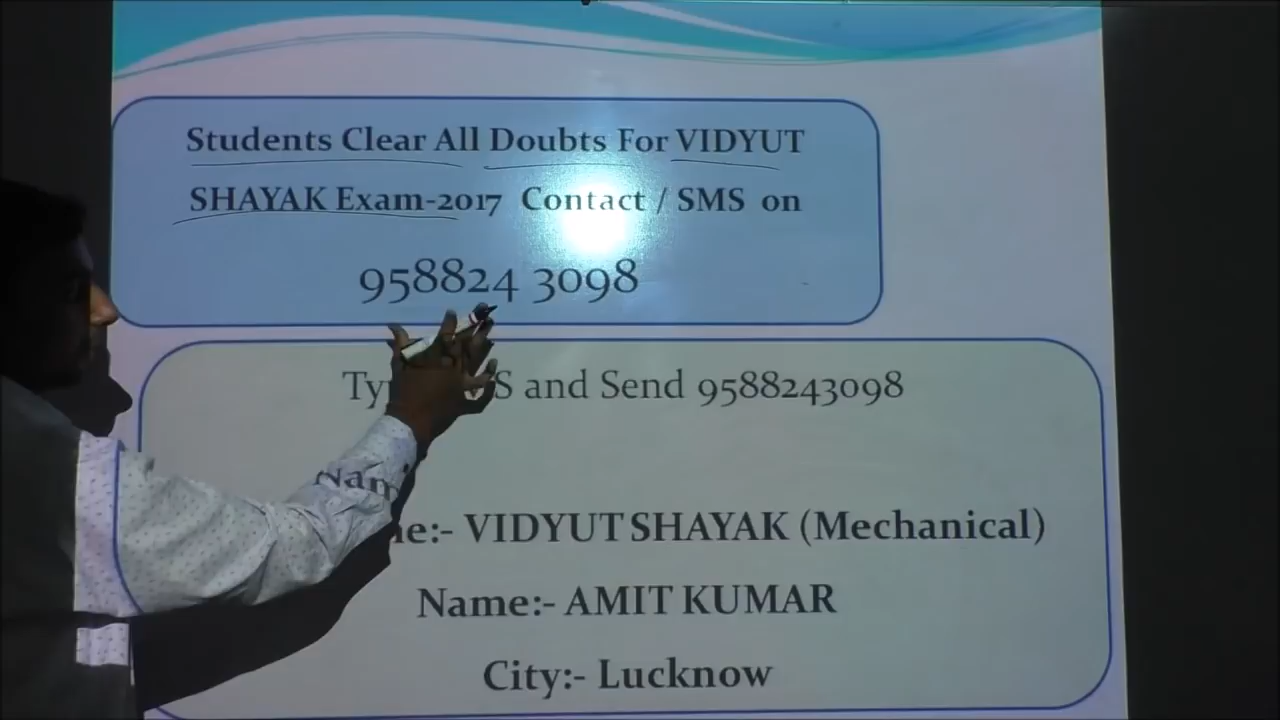 Students Clear All Doubts For VIDYUT
SHAYAK Exam-2017 Contact / SMS on
958824 3098
S and Send 9588243098
VIDYUT SHAYAK (Mechanical)
Name:- AMIT KUMAR
City:- Lucknow